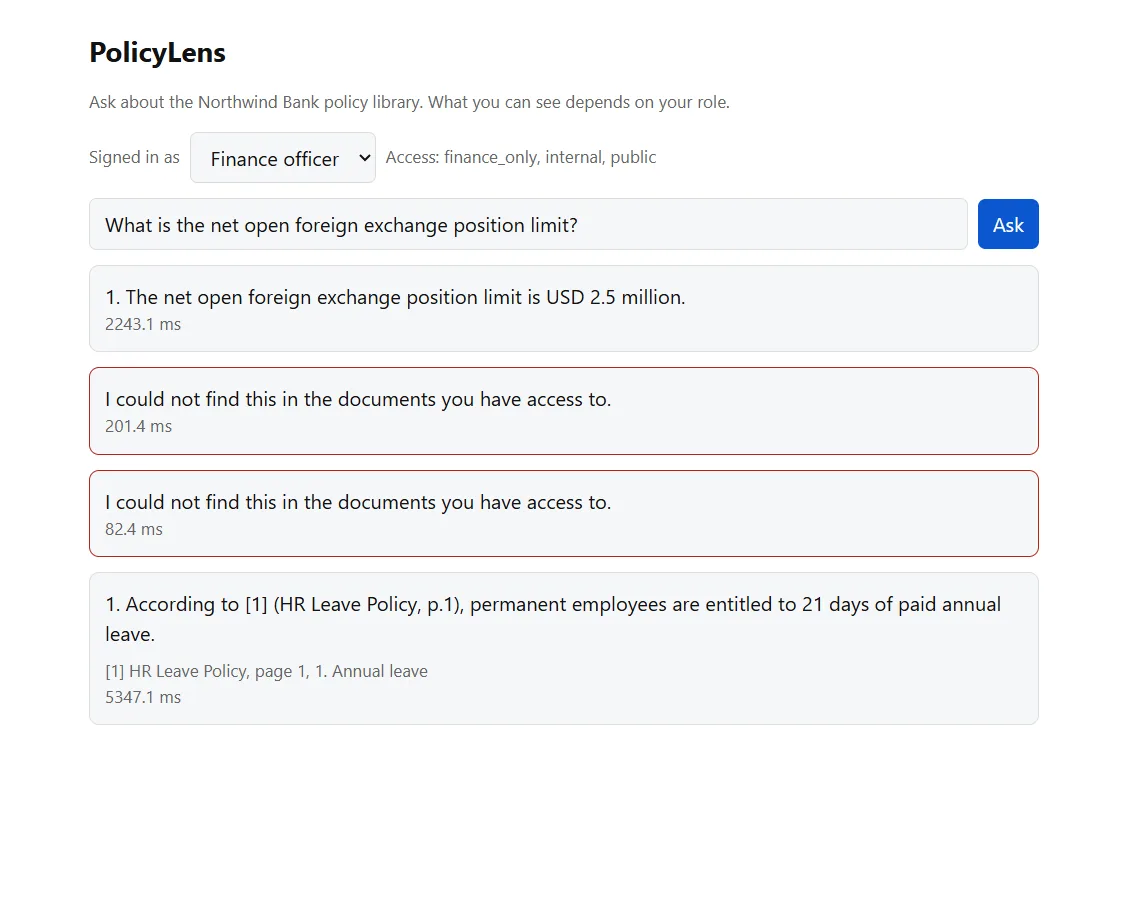 PolicyLens
Ask about the Northwind Bank policy library. What you can see depends on your role.
Signed in as Finance officer Access: finance_only, internal, public
What is the net open foreign exchange position limit? Ask
1. The net open foreign exchange position limit is USD 2.5 million.
2243.1 ms
I could not find this in the documents you have access to.
201.4 ms
I could not find this in the documents you have access to.
82.4 ms
1. According to [1] (HR Leave Policy, p.1), permanent employees are entitled to 21 days of paid annual
leave.
[1] HR Leave Policy, page 1, 1. Annual leave
5347.1 ms